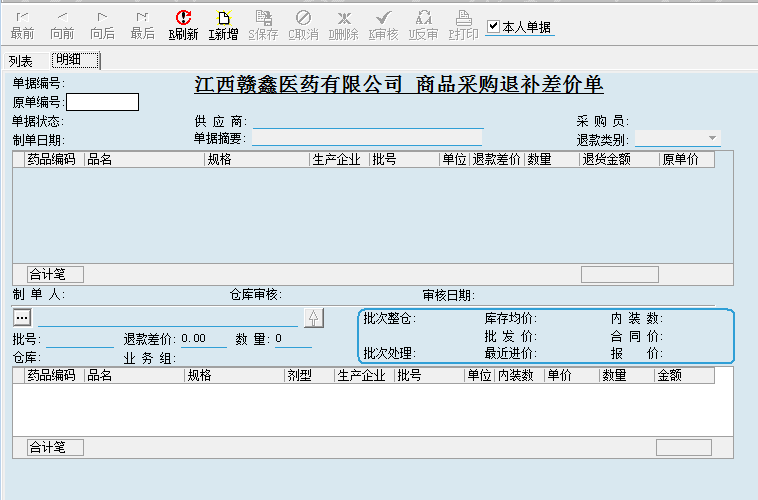 最前 向前 向后 最后 R刷新 I新增 S保存 C取消 D删除 K审核 U反审 P打印 本人单据
列表 明细
单据编号: 江西赣鑫医药有限公司 商品采购退补差价单
原单编号:
单据状态: 供 应 商: 采 购 员:
制单日期: 单据摘要: 退款类别:
药品编码 品名 规格 生产企业 批号 单位 退款差价 数量 退货金额 原单价
合计笔
制 单 人: 仓库审核: 审核日期:
... 批次整仓: 库存均价: 内 装 数:
批号: 退款差价: 0.00 数 量: 0 批 发 价: 合 同 价:
仓库: 业 务 组: 批次处理: 最近进价: 报 价:
药品编码 品名 规格 剂型 生产企业 批号 单位 内装数 单价 数量 金额
合计笔